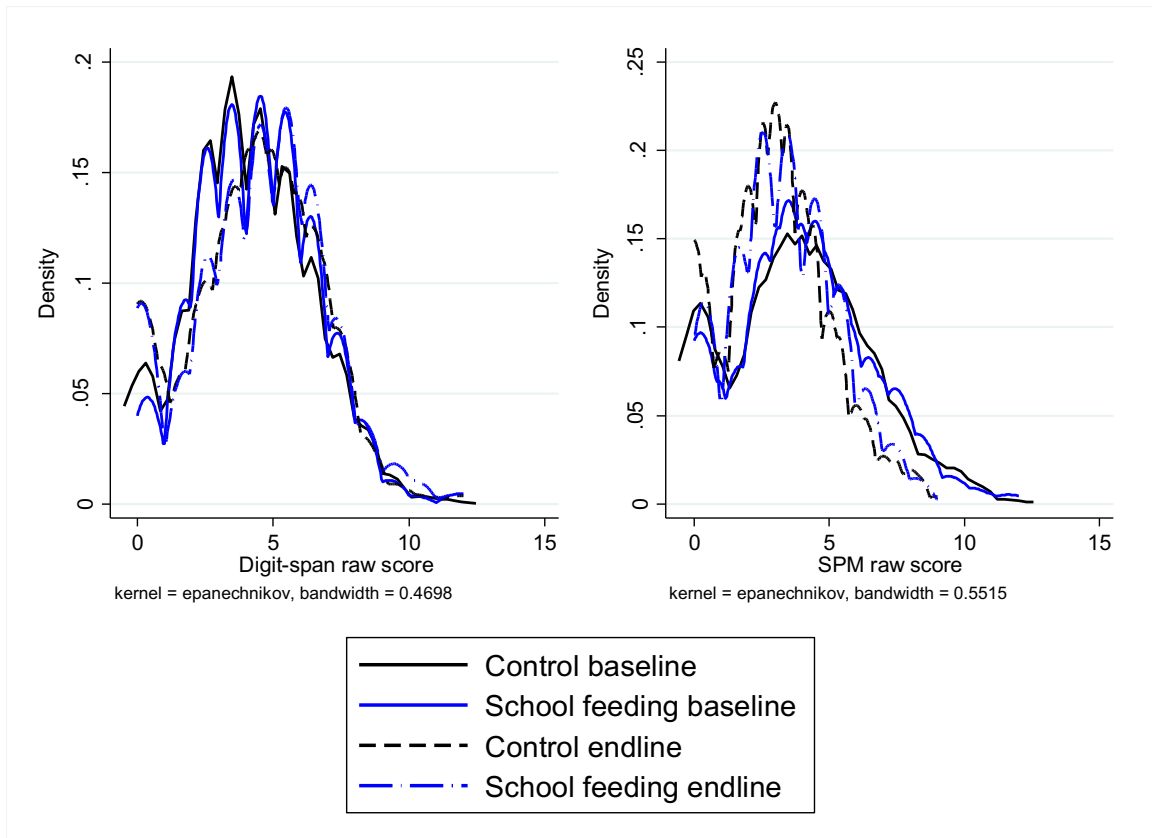 Density
0
.05
.1
.15
.2
0
5
10
15
Digit-span raw score
kernel = epanechnikov, bandwidth = 0.4698
Density
0
.05
.1
.15
.2
.25
0
5
10
15
SPM raw score
kernel = epanechnikov, bandwidth = 0.5515
Control baseline
School feeding baseline
Control endline
School feeding endline